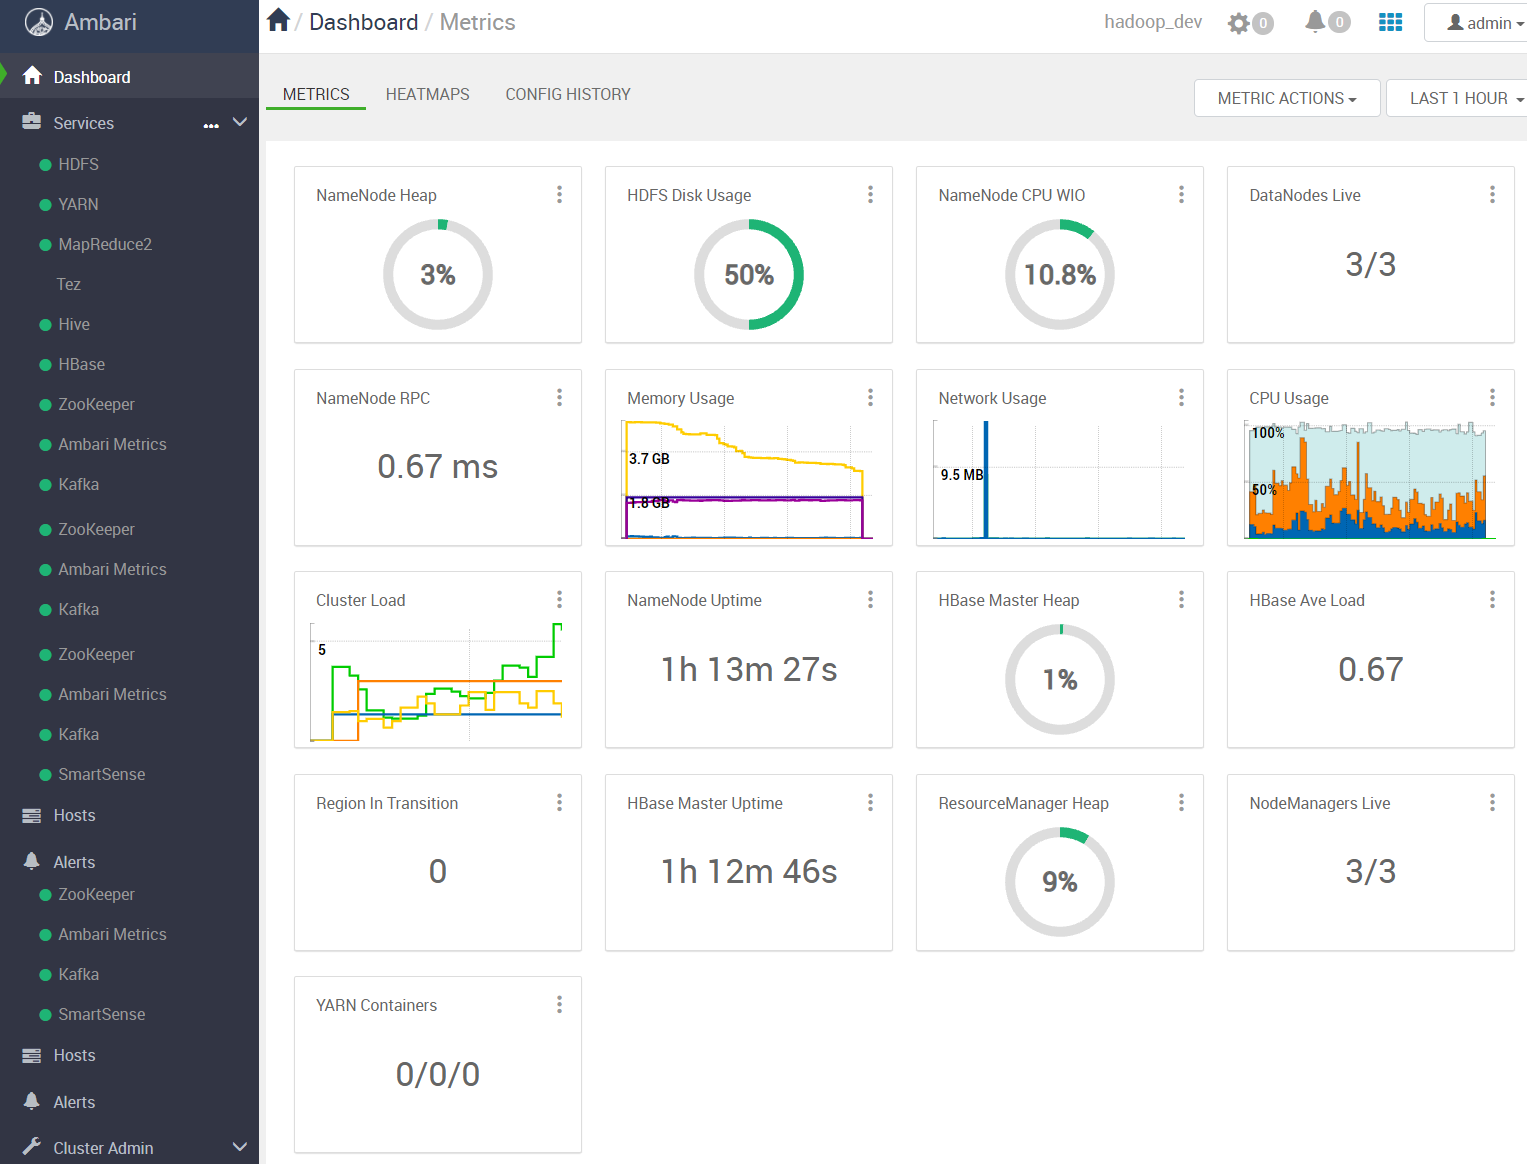 Ambari
Dashboard
Services
...
HDFS
YARN
MapReduce2
Tez
Hive
HBase
ZooKeeper
Ambari Metrics
Kafka
ZooKeeper
Ambari Metrics
Kafka
ZooKeeper
Ambari Metrics
Kafka
SmartSense
Hosts
Alerts
ZooKeeper
Ambari Metrics
Kafka
SmartSense
Hosts
Alerts
Cluster Admin
/ Dashboard / Metrics
hadoop_dev 0 0 admin
METRICS HEATMAPS CONFIG HISTORY
METRIC ACTIONS LAST 1 HOUR
NameNode Heap
3%
HDFS Disk Usage
50%
NameNode CPU WIO
10.8%
DataNodes Live
3/3
NameNode RPC
0.67 ms
Memory Usage
3.7 GB
1.8 GB
Network Usage
9.5 MB
CPU Usage
100%
50%
Cluster Load
5
NameNode Uptime
1h 13m 27s
HBase Master Heap
1%
HBase Ave Load
0.67
Region In Transition
0
HBase Master Uptime
1h 12m 46s
ResourceManager Heap
9%
NodeManagers Live
3/3
YARN Containers
0/0/0